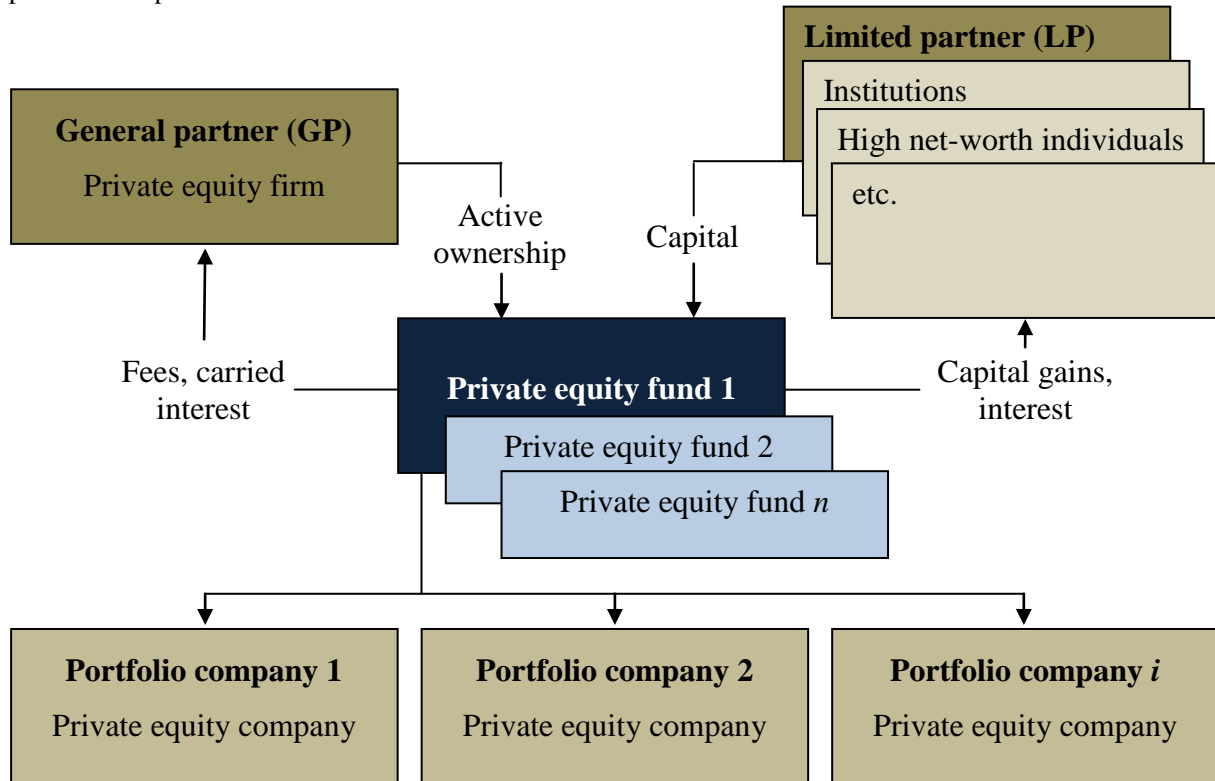 Limited partner (LP)
Institutions
High net-worth individuals
etc.
General partner (GP)
Private equity firm
Active
ownership
Capital
Fees, carried
interest
Private equity fund 1
Capital gains,
interest
Private equity fund 2
Private equity fund n
Portfolio company 1
Private equity company
Portfolio company 2
Private equity company
Portfolio company i
Private equity company